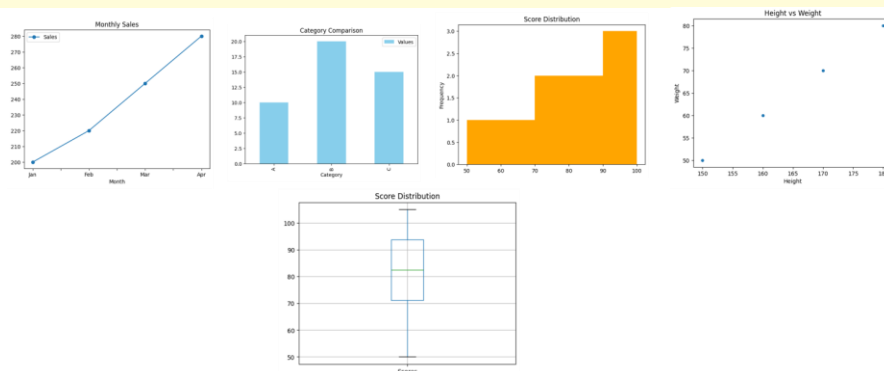 Monthly Sales
Sales
280
270
260
250
240
230
220
210
200
Jan
Feb
Mar
Apr
Month
Category Comparison
Values
20.0
17.5
15.0
12.5
10.0
7.5
5.0
2.5
0.0
A
B
C
Category
Score Distribution
Frequency
3.0
2.5
2.0
1.5
1.0
0.5
0.0
50
60
70
80
90
100
Height vs Weight
Weight
80
75
70
65
60
55
50
150
155
160
165
170
175
Height
Score Distribution
100
90
80
70
60
50